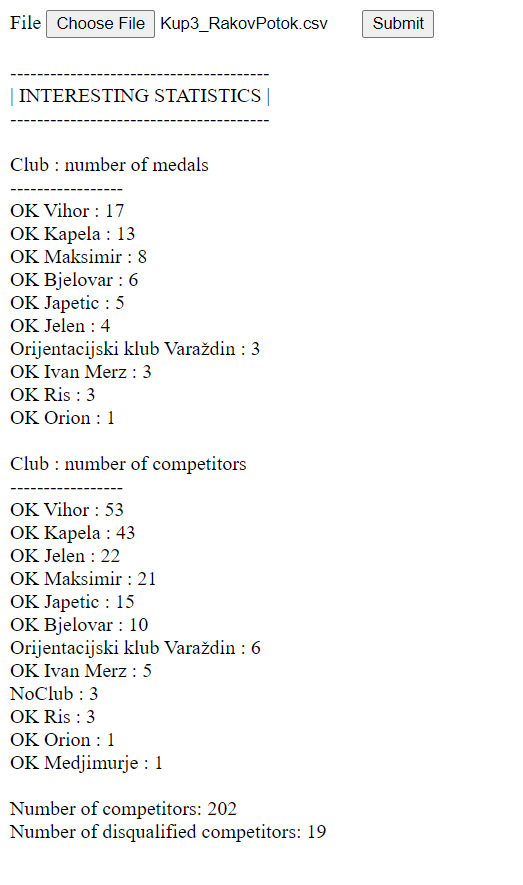 File Choose File Kup3_RakovPotok.csv Submit
---------------------------------------
| INTERESTING STATISTICS |
---------------------------------------
Club : number of medals
-----------------
OK Vihor : 17
OK Kapela : 13
OK Maksimir : 8
OK Bjelovar : 6
OK Japetic : 5
OK Jelen : 4
Orijentacijski klub Varaždin : 3
OK Ivan Merz : 3
OK Ris : 3
OK Orion : 1
Club : number of competitors
-----------------
OK Vihor : 53
OK Kapela : 43
OK Jelen : 22
OK Maksimir : 21
OK Japetic : 15
OK Bjelovar : 10
Orijentacijski klub Varaždin : 6
OK Ivan Merz : 5
NoClub : 3
OK Ris : 3
OK Orion : 1
OK Medjimurje : 1
Number of competitors: 202
Number of disqualified competitors: 19